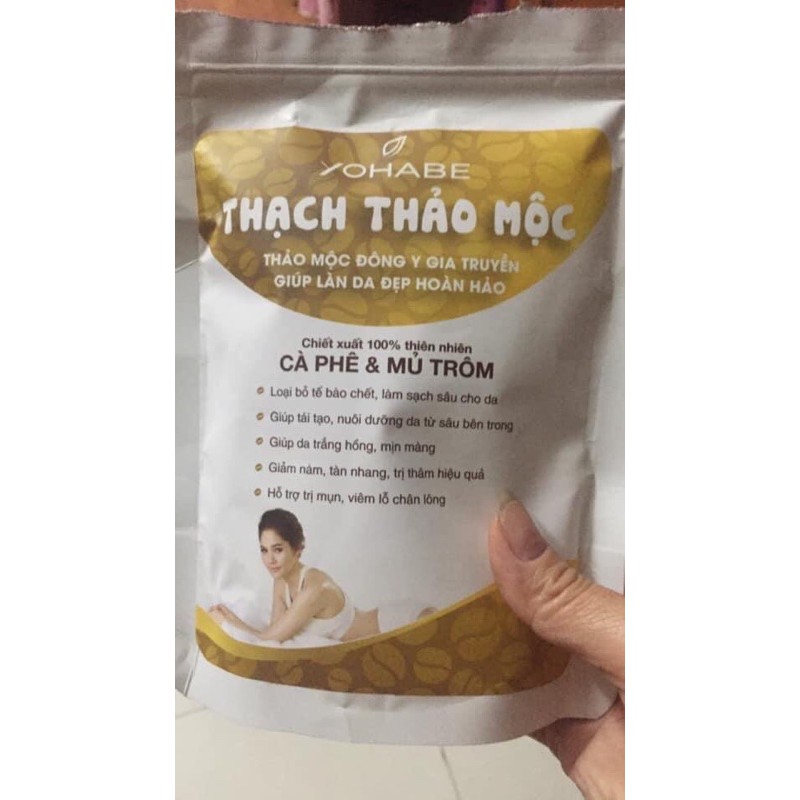 YOHABE
THẠCH THẢO MỘC
THẢO MỘC ĐÔNG Y GIA TRUYỀN
GIÚP LÀN DA ĐẸP HOÀN HẢO
Chiết xuất 100% thiên nhiên
CÀ PHÊ & MỦ TRÔM
Loại bỏ tế bào chết, làm sạch sâu cho da
Giúp tái tạo, nuôi dưỡng da từ sâu bên trong
Giúp da trắng hồng, mịn màng
Giảm nám, tàn nhang, trị thâm hiệu quả
Hỗ trợ trị mụn, viêm lỗ chân lông